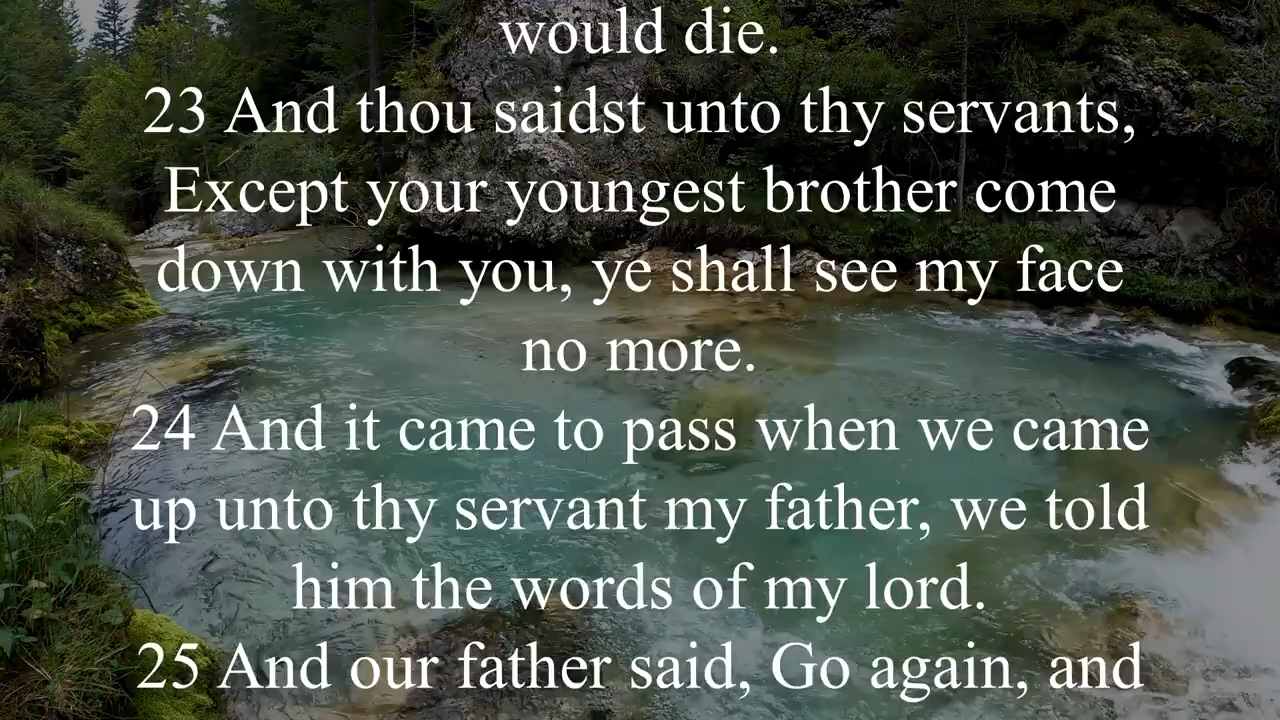 would die.
23 And thou saidst unto thy servants,
Except your youngest brother come
down with you, ye shall see my face
no more.
24 And it came to pass when we came
up unto thy servant my father, we told
him the words of my lord.
25 And our father said, Go again, and